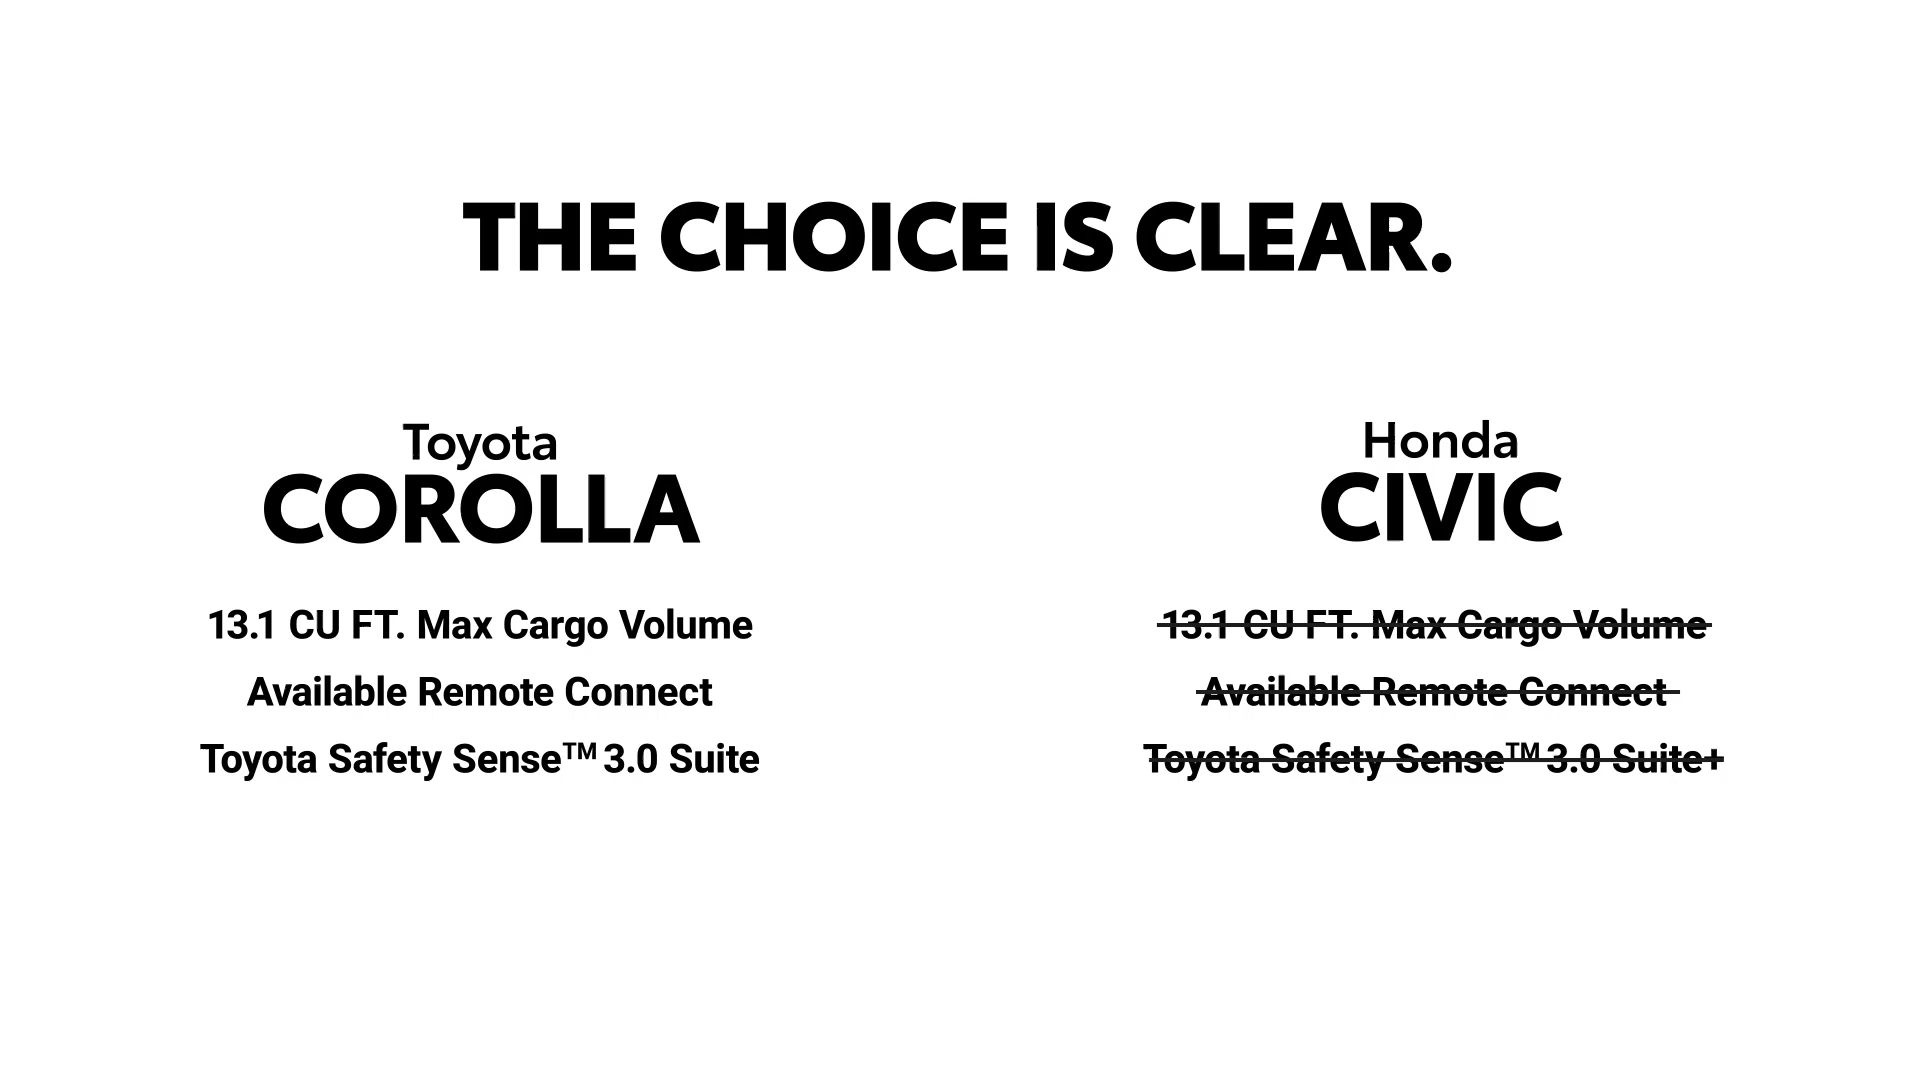 THE CHOICE IS CLEAR.
Toyota
COROLLA
13.1 CU FT. Max Cargo Volume
Available Remote Connect
Toyota Safety Sense™ 3.0 Suite
Honda
CIVIC
13.1 CU FT. Max Cargo Volume
Available Remote Connect
Toyota Safety Sense™ 3.0 Suite+